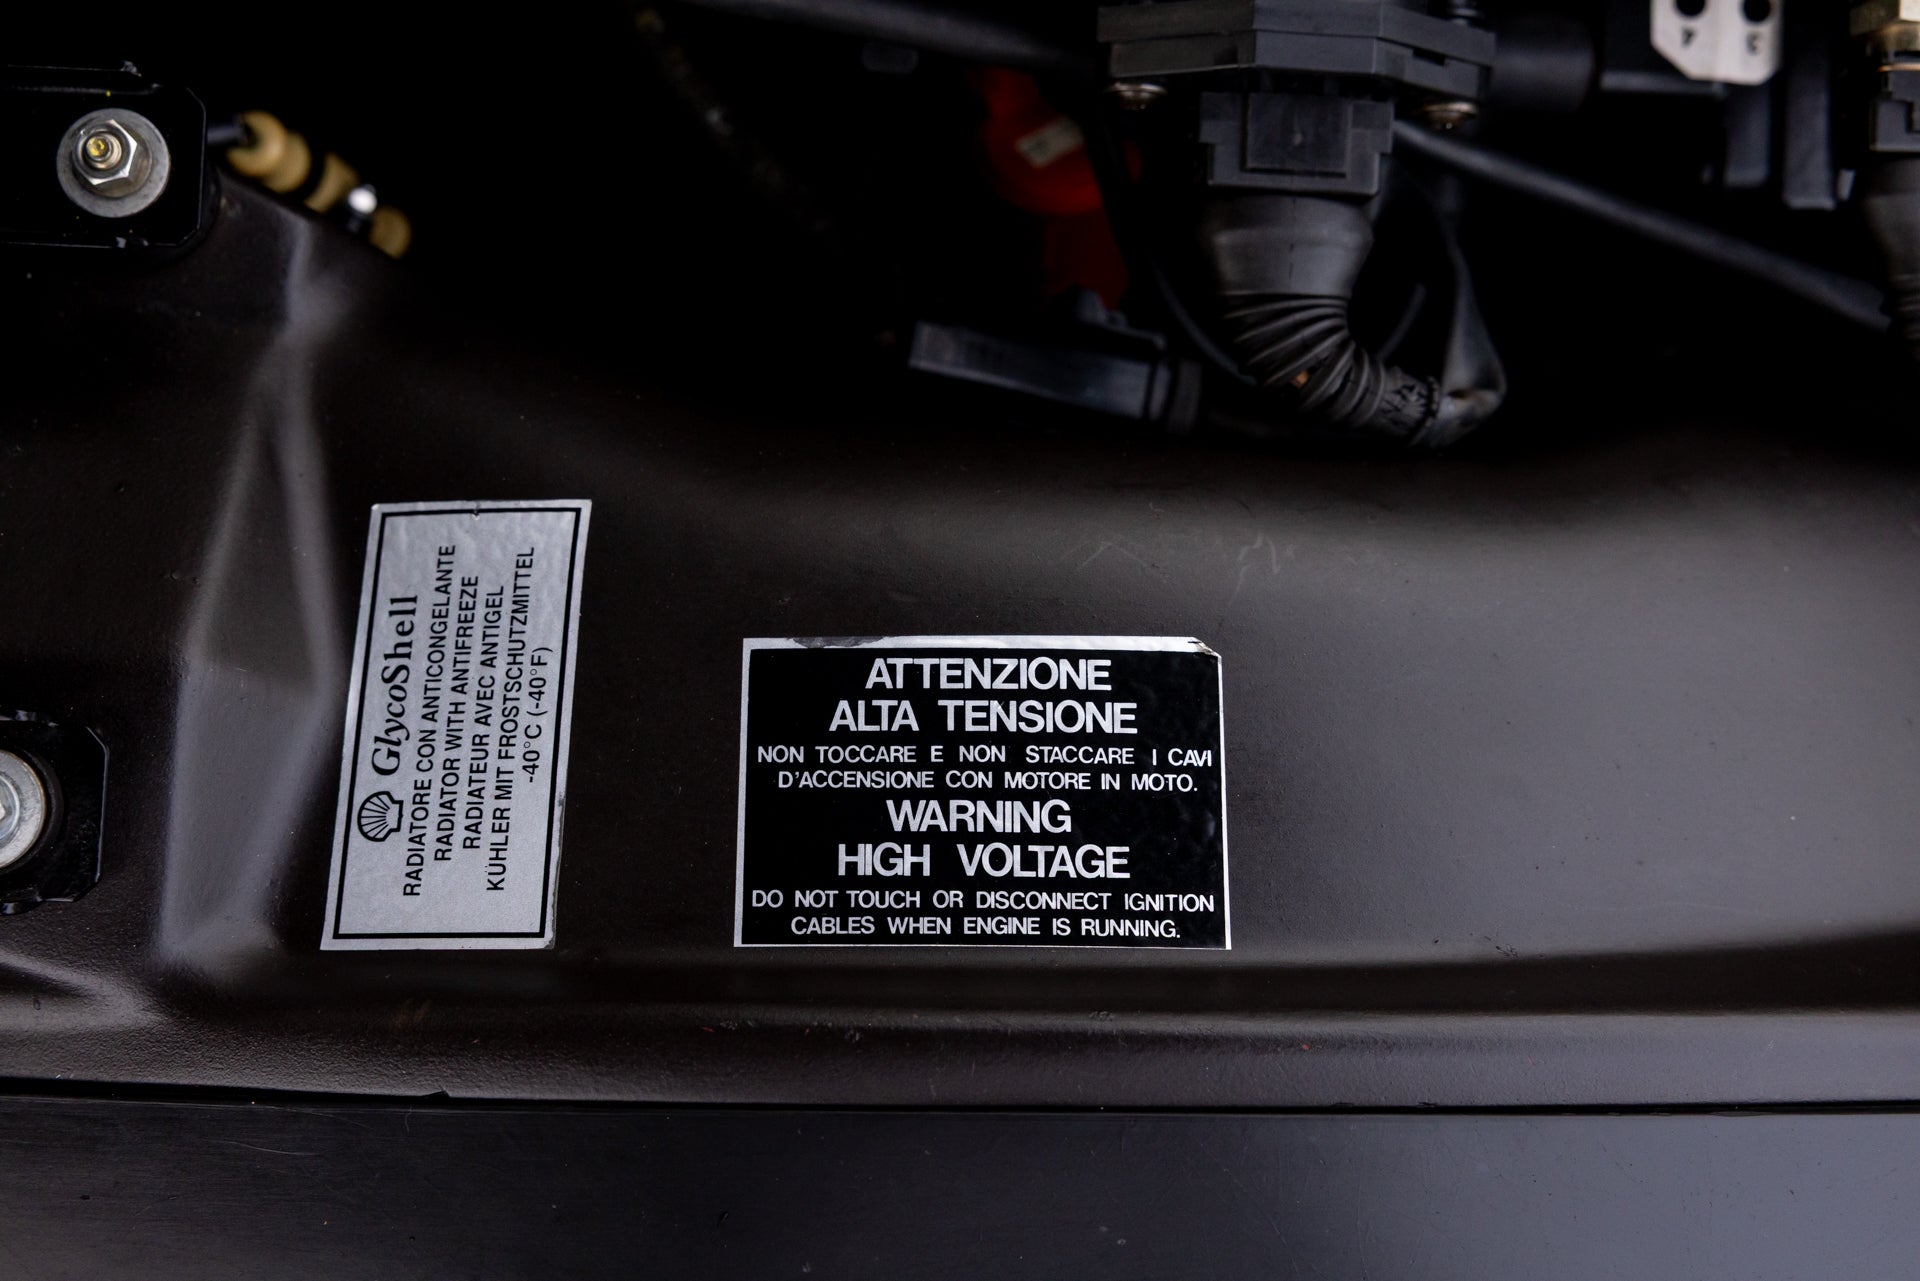 GlycoShell
RADIATORE CON ANTICONGELANTE
RADIATOR WITH ANTIFREEZE
RADIATEUR AVEC ANTIGEL
KÜHLER MIT FROSTSCHUTZMITTEL
-40°C (-40°F)
ATTENZIONE
ALTA TENSIONE
NON TOCCARE E NON STACCARE I CAVI
D'ACCENSIONE CON MOTORE IN MOTO.
WARNING
HIGH VOLTAGE
DO NOT TOUCH OR DISCONNECT IGNITION
CABLES WHEN ENGINE IS RUNNING.